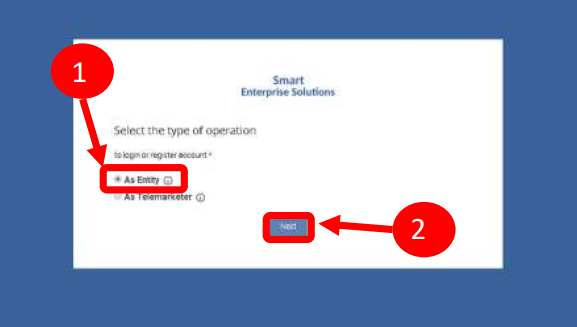 1
Smart
Enterprise Solutions
Select the type of operation
to login or register account *
As Entity
As Telemarketer
Next
2